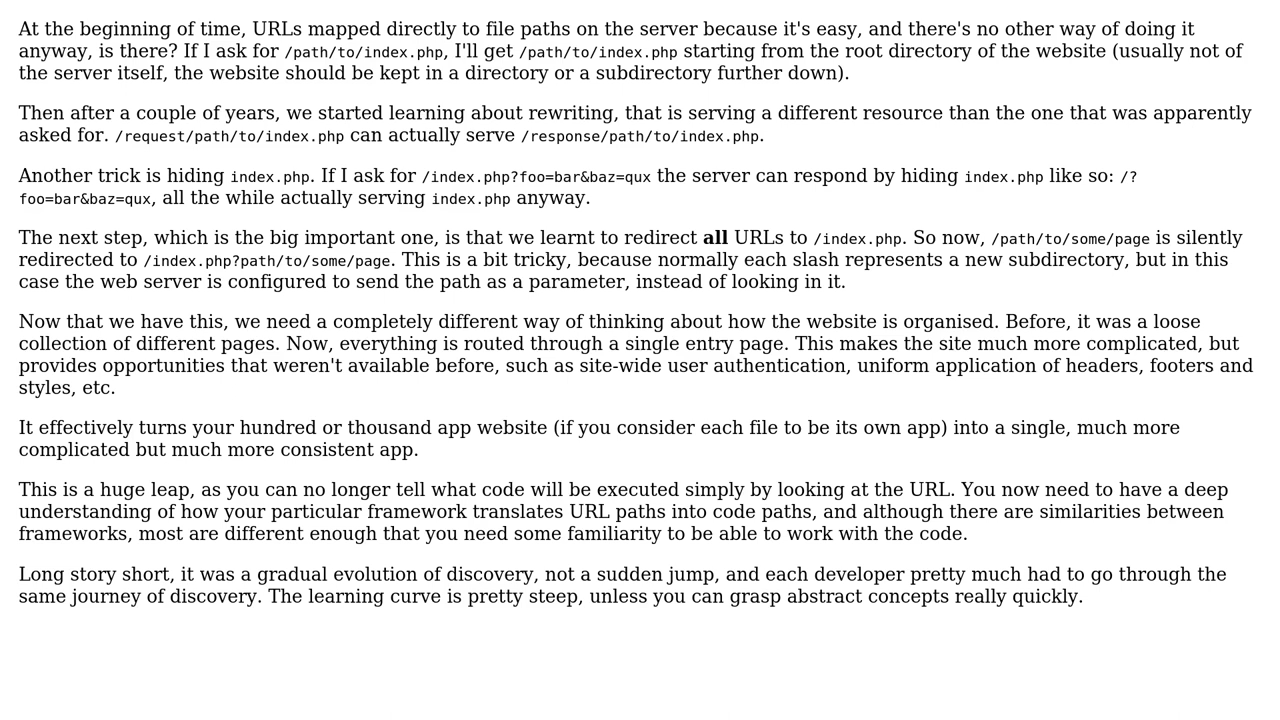 At the beginning of time, URLs mapped directly to file paths on the server because it's easy, and there's no other way of doing it
anyway, is there? If I ask for /path/to/index.php, I'll get /path/to/index.php starting from the root directory of the website (usually not of
the server itself, the website should be kept in a directory or a subdirectory further down).
Then after a couple of years, we started learning about rewriting, that is serving a different resource than the one that was apparently
asked for. /request/path/to/index.php can actually serve /response/path/to/index.php.
Another trick is hiding index.php. If I ask for /index.php?foo=bar&baz=qux the server can respond by hiding index.php like so: /?
foo=bar&baz=qux, all the while actually serving index.php anyway.
The next step, which is the big important one, is that we learnt to redirect all URLs to /index.php. So now, /path/to/some/page is silently
redirected to /index.php?path/to/some/page. This is a bit tricky, because normally each slash represents a new subdirectory, but in this
case the web server is configured to send the path as a parameter, instead of looking in it.
Now that we have this, we need a completely different way of thinking about how the website is organised. Before, it was a loose
collection of different pages. Now, everything is routed through a single entry page. This makes the site much more complicated, but
provides opportunities that weren't available before, such as site-wide user authentication, uniform application of headers, footers and
styles, etc.
It effectively turns your hundred or thousand app website (if you consider each file to be its own app) into a single, much more
complicated but much more consistent app.
This is a huge leap, as you can no longer tell what code will be executed simply by looking at the URL. You now need to have a deep
understanding of how your particular framework translates URL paths into code paths, and although there are similarities between
frameworks, most are different enough that you need some familiarity to be able to work with the code.
Long story short, it was a gradual evolution of discovery, not a sudden jump, and each developer pretty much had to go through the
same journey of discovery. The learning curve is pretty steep, unless you can grasp abstract concepts really quickly.